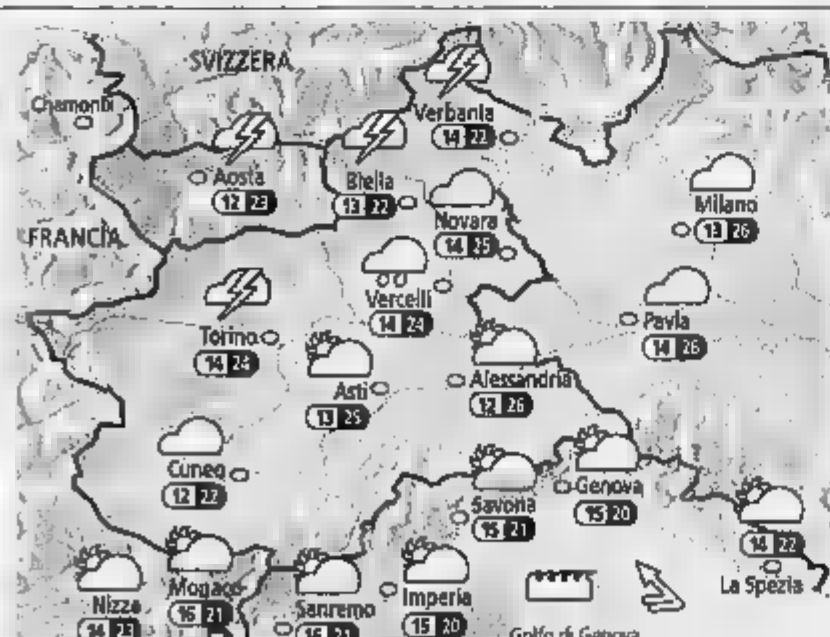 SVIZZERA
Chamonix
Verbania
14 22
Aosta
12 23
Biella
13 22
Novara
14 25
Milano
13 26
FRANCIA
Vercelli
14 24
Torino
14 24
Pavia
14 26
Asti
13 25
Alessandria
12 26
Cuneo
12 22
Savona
15 21
Genova
15 20
14 22
La Spezia
Nizza
14 23
Monaco
16 21
Sanremo
16 21
Imperia
15 20
Golfo di Genova